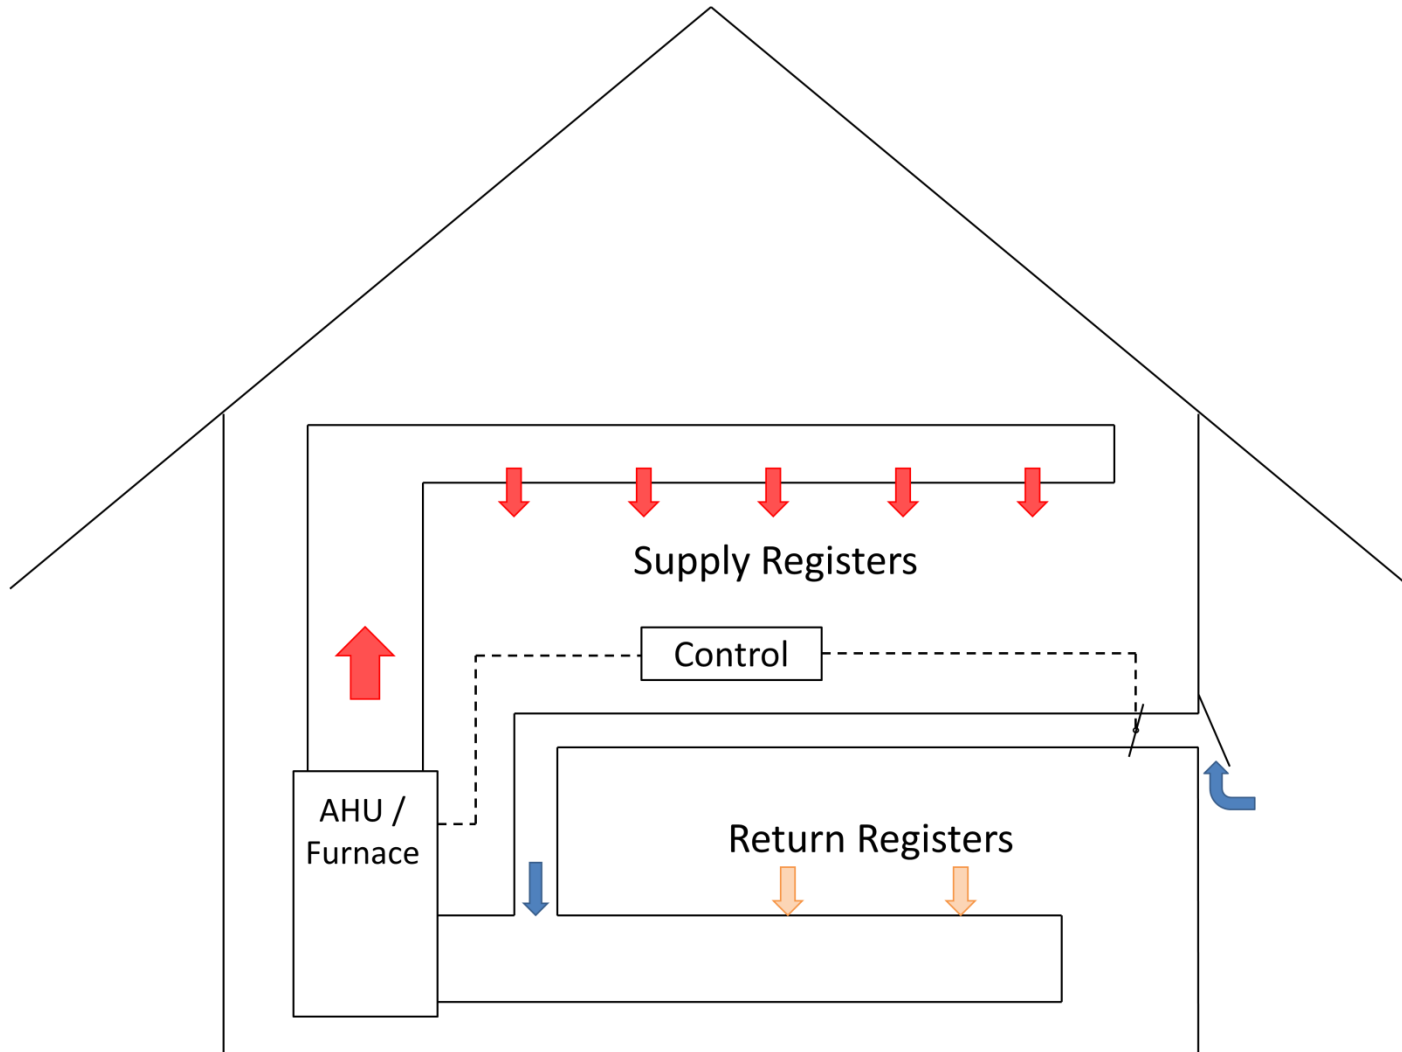 Supply Registers
Control
AHU /
Furnace
Return Registers